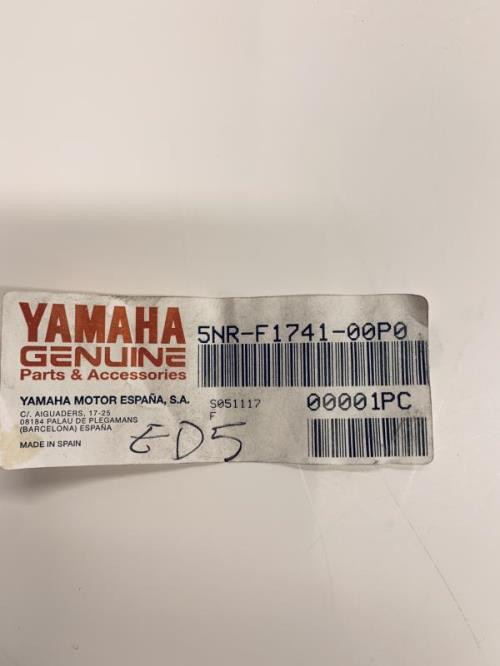 YAMAHA
GENUINE
Parts & Accessories
YAMAHA MOTOR ESPAÑA, S.A.
C/. AIGUADERS, 17-25
08184 PALAU DE PLEGAMANS
(BARCELONA) ESPAÑA
MADE IN SPAIN
5NR-F1741-00P0
S051117
F
00001PC
ED5